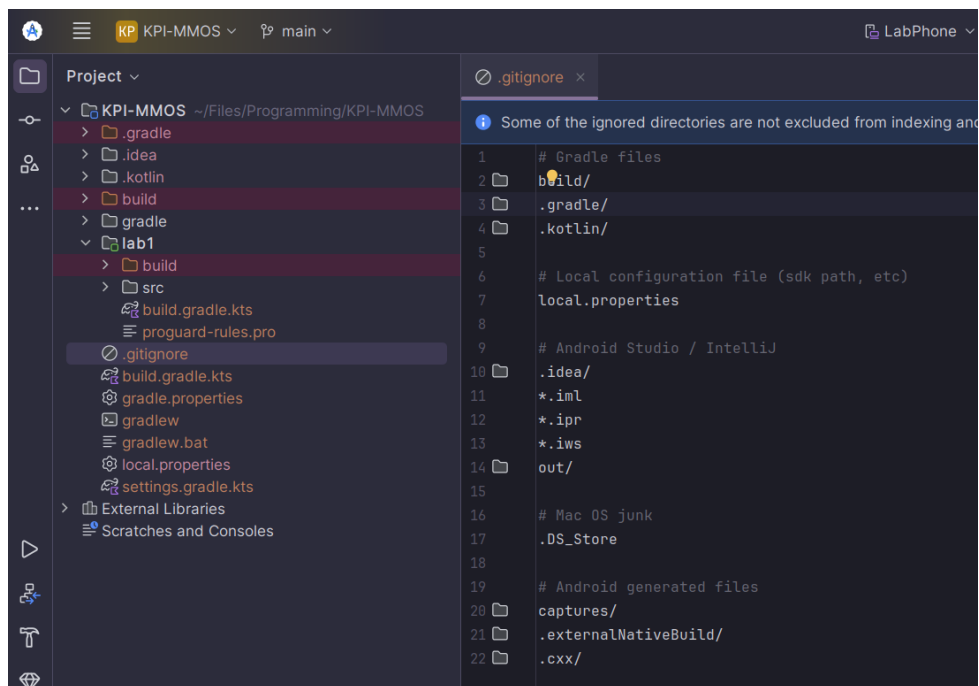 KP KPI-MMOS main LabPhone
Project
.gitignore
KPI-MMOS ~/Files/Programming/KPI-MMOS
.gradle
.idea
.kotlin
build
gradle
lab1
build
src
build.gradle.kts
proguard-rules.pro
.gitignore
build.gradle.kts
gradle.properties
gradlew
gradlew.bat
local.properties
settings.gradle.kts
External Libraries
Scratches and Consoles
Some of the ignored directories are not excluded from indexing and
1 # Gradle files
2 build/
3 .gradle/
4 .kotlin/
5
6 # Local configuration file (sdk path, etc)
7 local.properties
8
9 # Android Studio / IntelliJ
10 .idea/
11 *.iml
12 *.ipr
13 *.iws
14 out/
15
16 # Mac OS junk
17 .DS_Store
18
19 # Android generated files
20 captures/
21 .externalNativeBuild/
22 .cxx/